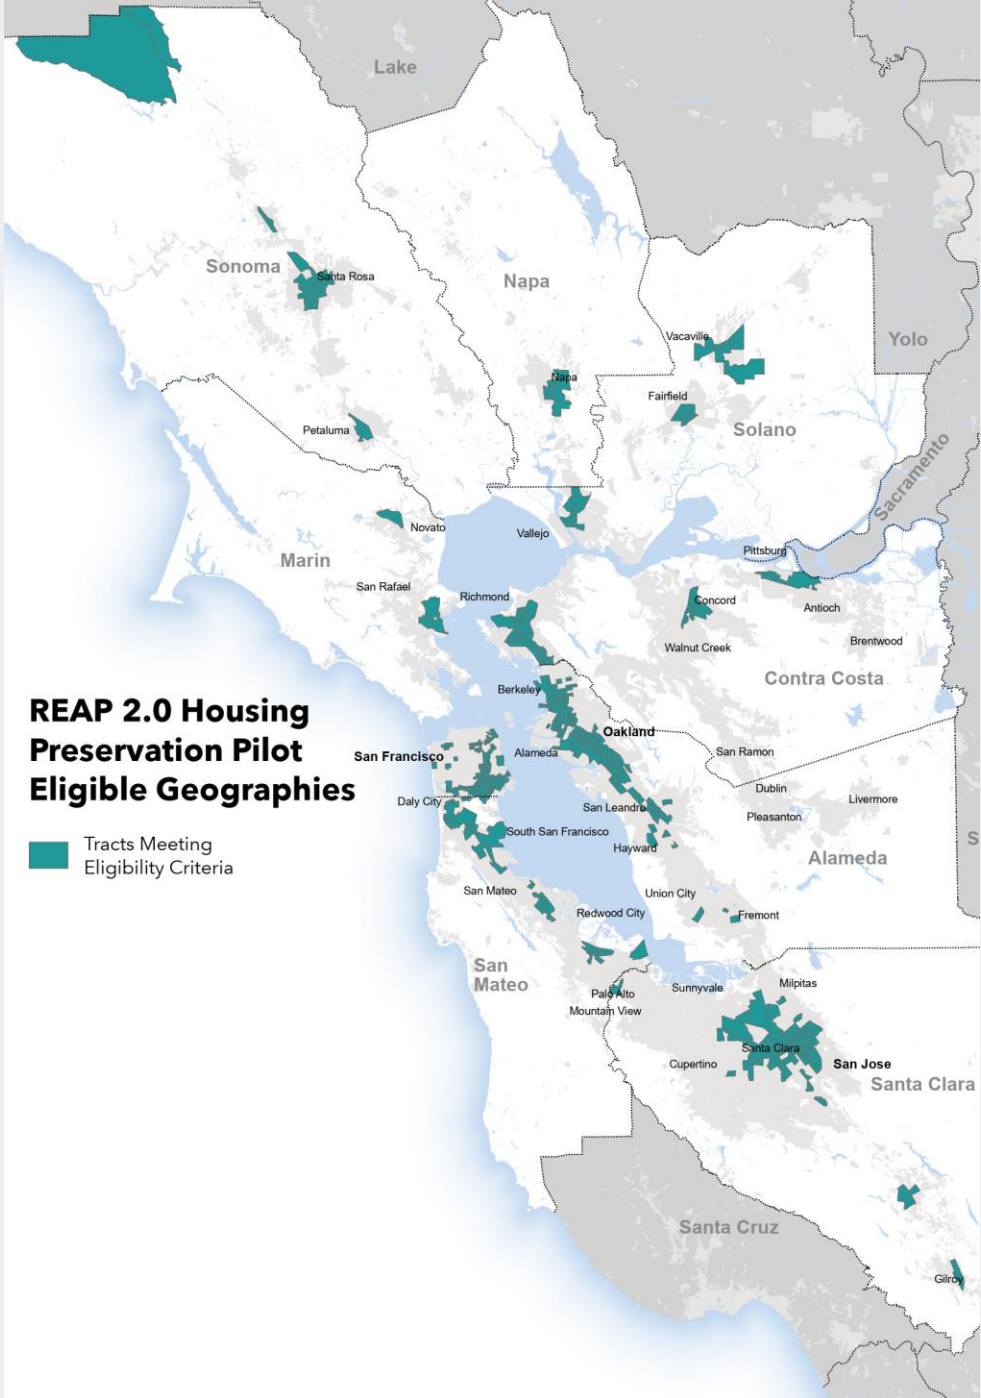 Lake
Sonoma
Santa Rosa
Napa
Vacaville
Yolo
Napa
Fairfield
Solano
Petaluma
Sacramento
Novato
Vallejo
Marin
Pittsburg
San Rafael
Richmond
Concord
Antioch
Walnut Creek
Brentwood
Contra Costa
Berkeley
REAP 2.0 Housing
Preservation Pilot
Eligible Geographies
Oakland
San Francisco
Alameda
San Ramon
Dublin
Daly City
San Leandro
Livermore
Pleasanton
Tracts Meeting
Eligibility Criteria
South San Francisco
Hayward
Alameda
S
San Mateo
Union City
Redwood City
Fremont
San
Mateo
Palo Alto
Sunnyvale
Milpitas
Mountain View
Santa Clara
Cupertino
San Jose
Santa Clara
Santa Cruz
Gilroy